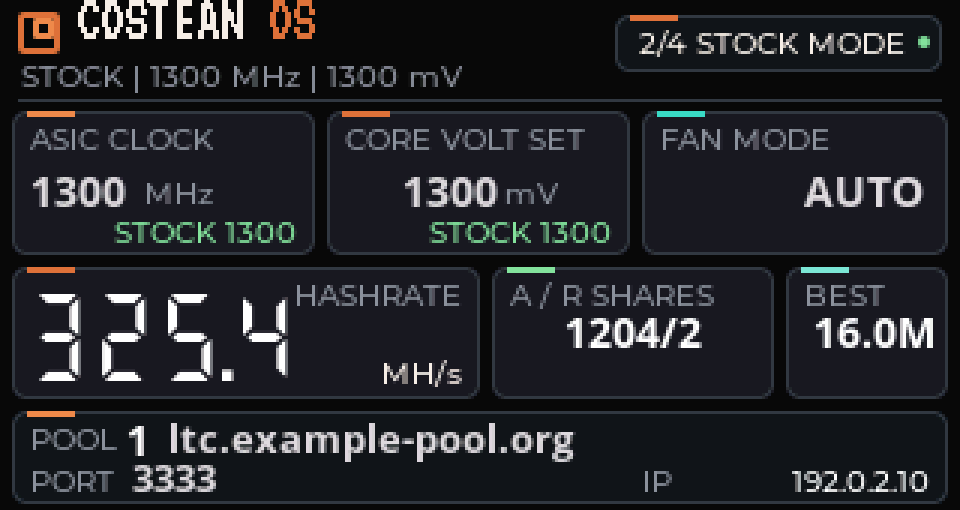 COSTEAN OS
2/4 STOCK MODE
STOCK | 1300 MHz | 1300 mV
ASIC CLOCK
1300 MHz
STOCK 1300
CORE VOLT SET
1300 mV
STOCK 1300
FAN MODE
AUTO
325.4 HASHRATE
MH/s
A / R SHARES
1204/2
BEST
16.0M
POOL 1 ltc.example-pool.org
PORT 3333
IP 192.0.2.10